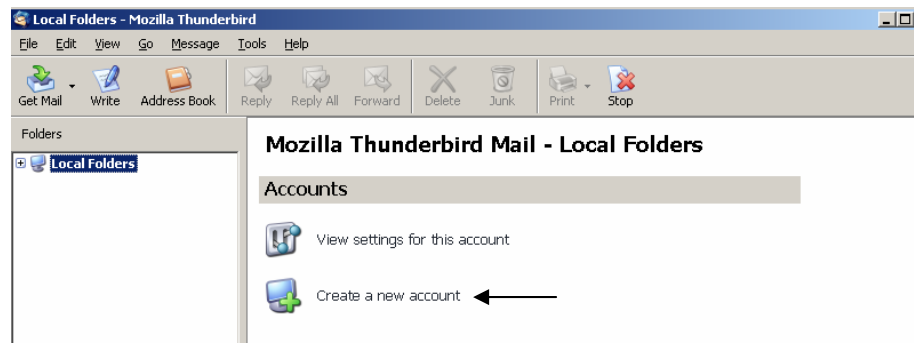 Local Folders - Mozilla Thunderbird
File Edit View Go Message Tools Help
Get Mail Write Address Book Reply Reply All Forward Delete Junk Print Stop
Folders
Local Folders
Mozilla Thunderbird Mail - Local Folders
Accounts
View settings for this account
Create a new account